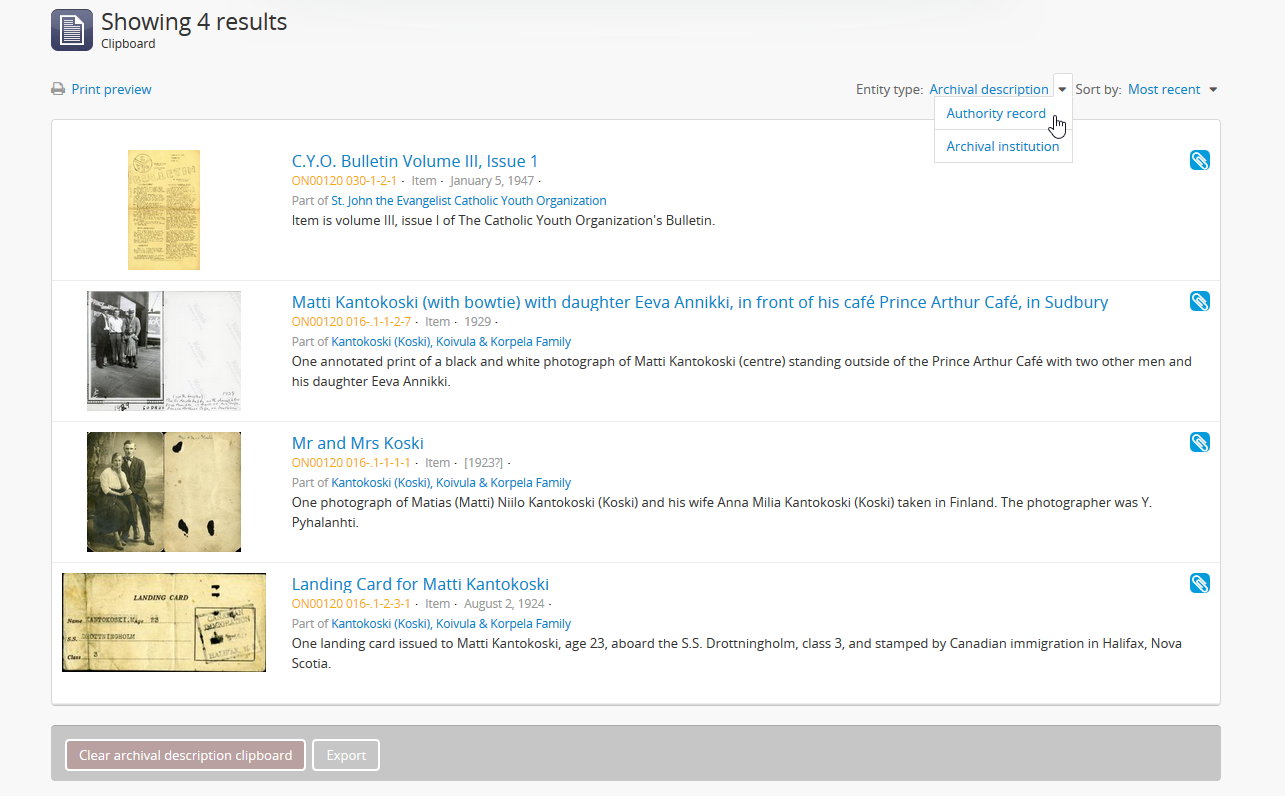 Showing 4 results
Clipboard
Print preview
Entity type: Archival description Sort by: Most recent
Authority record
Archival institution
C.Y.O. Bulletin Volume III, Issue 1
ON00120 030-1-2-1 · Item · January 5, 1947 ·
Part of St. John the Evangelist Catholic Youth Organization
Item is volume III, issue I of The Catholic Youth Organization's Bulletin.
Matti Kantokoski (with bowtie) with daughter Eeva Annikki, in front of his café Prince Arthur Café, in Sudbury
ON00120 016-.1-1-2-7 · Item · 1929 ·
Part of Kantokoski (Koski), Koivula & Korpela Family
One annotated print of a black and white photograph of Matti Kantokoski (centre) standing outside of the Prince Arthur Café with two other men and
his daughter Eeva Annikki.
Mr and Mrs Koski
ON00120 016-.1-1-1-1 · Item · [1923?] ·
Part of Kantokoski (Koski), Koivula & Korpela Family
One photograph of Matias (Matti) Niilo Kantokoski (Koski) and his wife Anna Milia Kantokoski (Koski) taken in Finland. The photographer was Y.
Pyhalanhti.
LANDING CARD
Name KANTOKOSKI,M. Age 23
S.S. DROTTNINGHOLM
Class 3
CANADIAN
IMMIGRATION
HALIFAX, N.
Landing Card for Matti Kantokoski
ON00120 016-.1-2-3-1 · Item · August 2, 1924 ·
Part of Kantokoski (Koski), Koivula & Korpela Family
One landing card issued to Matti Kantokoski, age 23, aboard the S.S. Drottningholm, class 3, and stamped by Canadian immigration in Halifax, Nova
Scotia.
Clear archival description clipboard Export